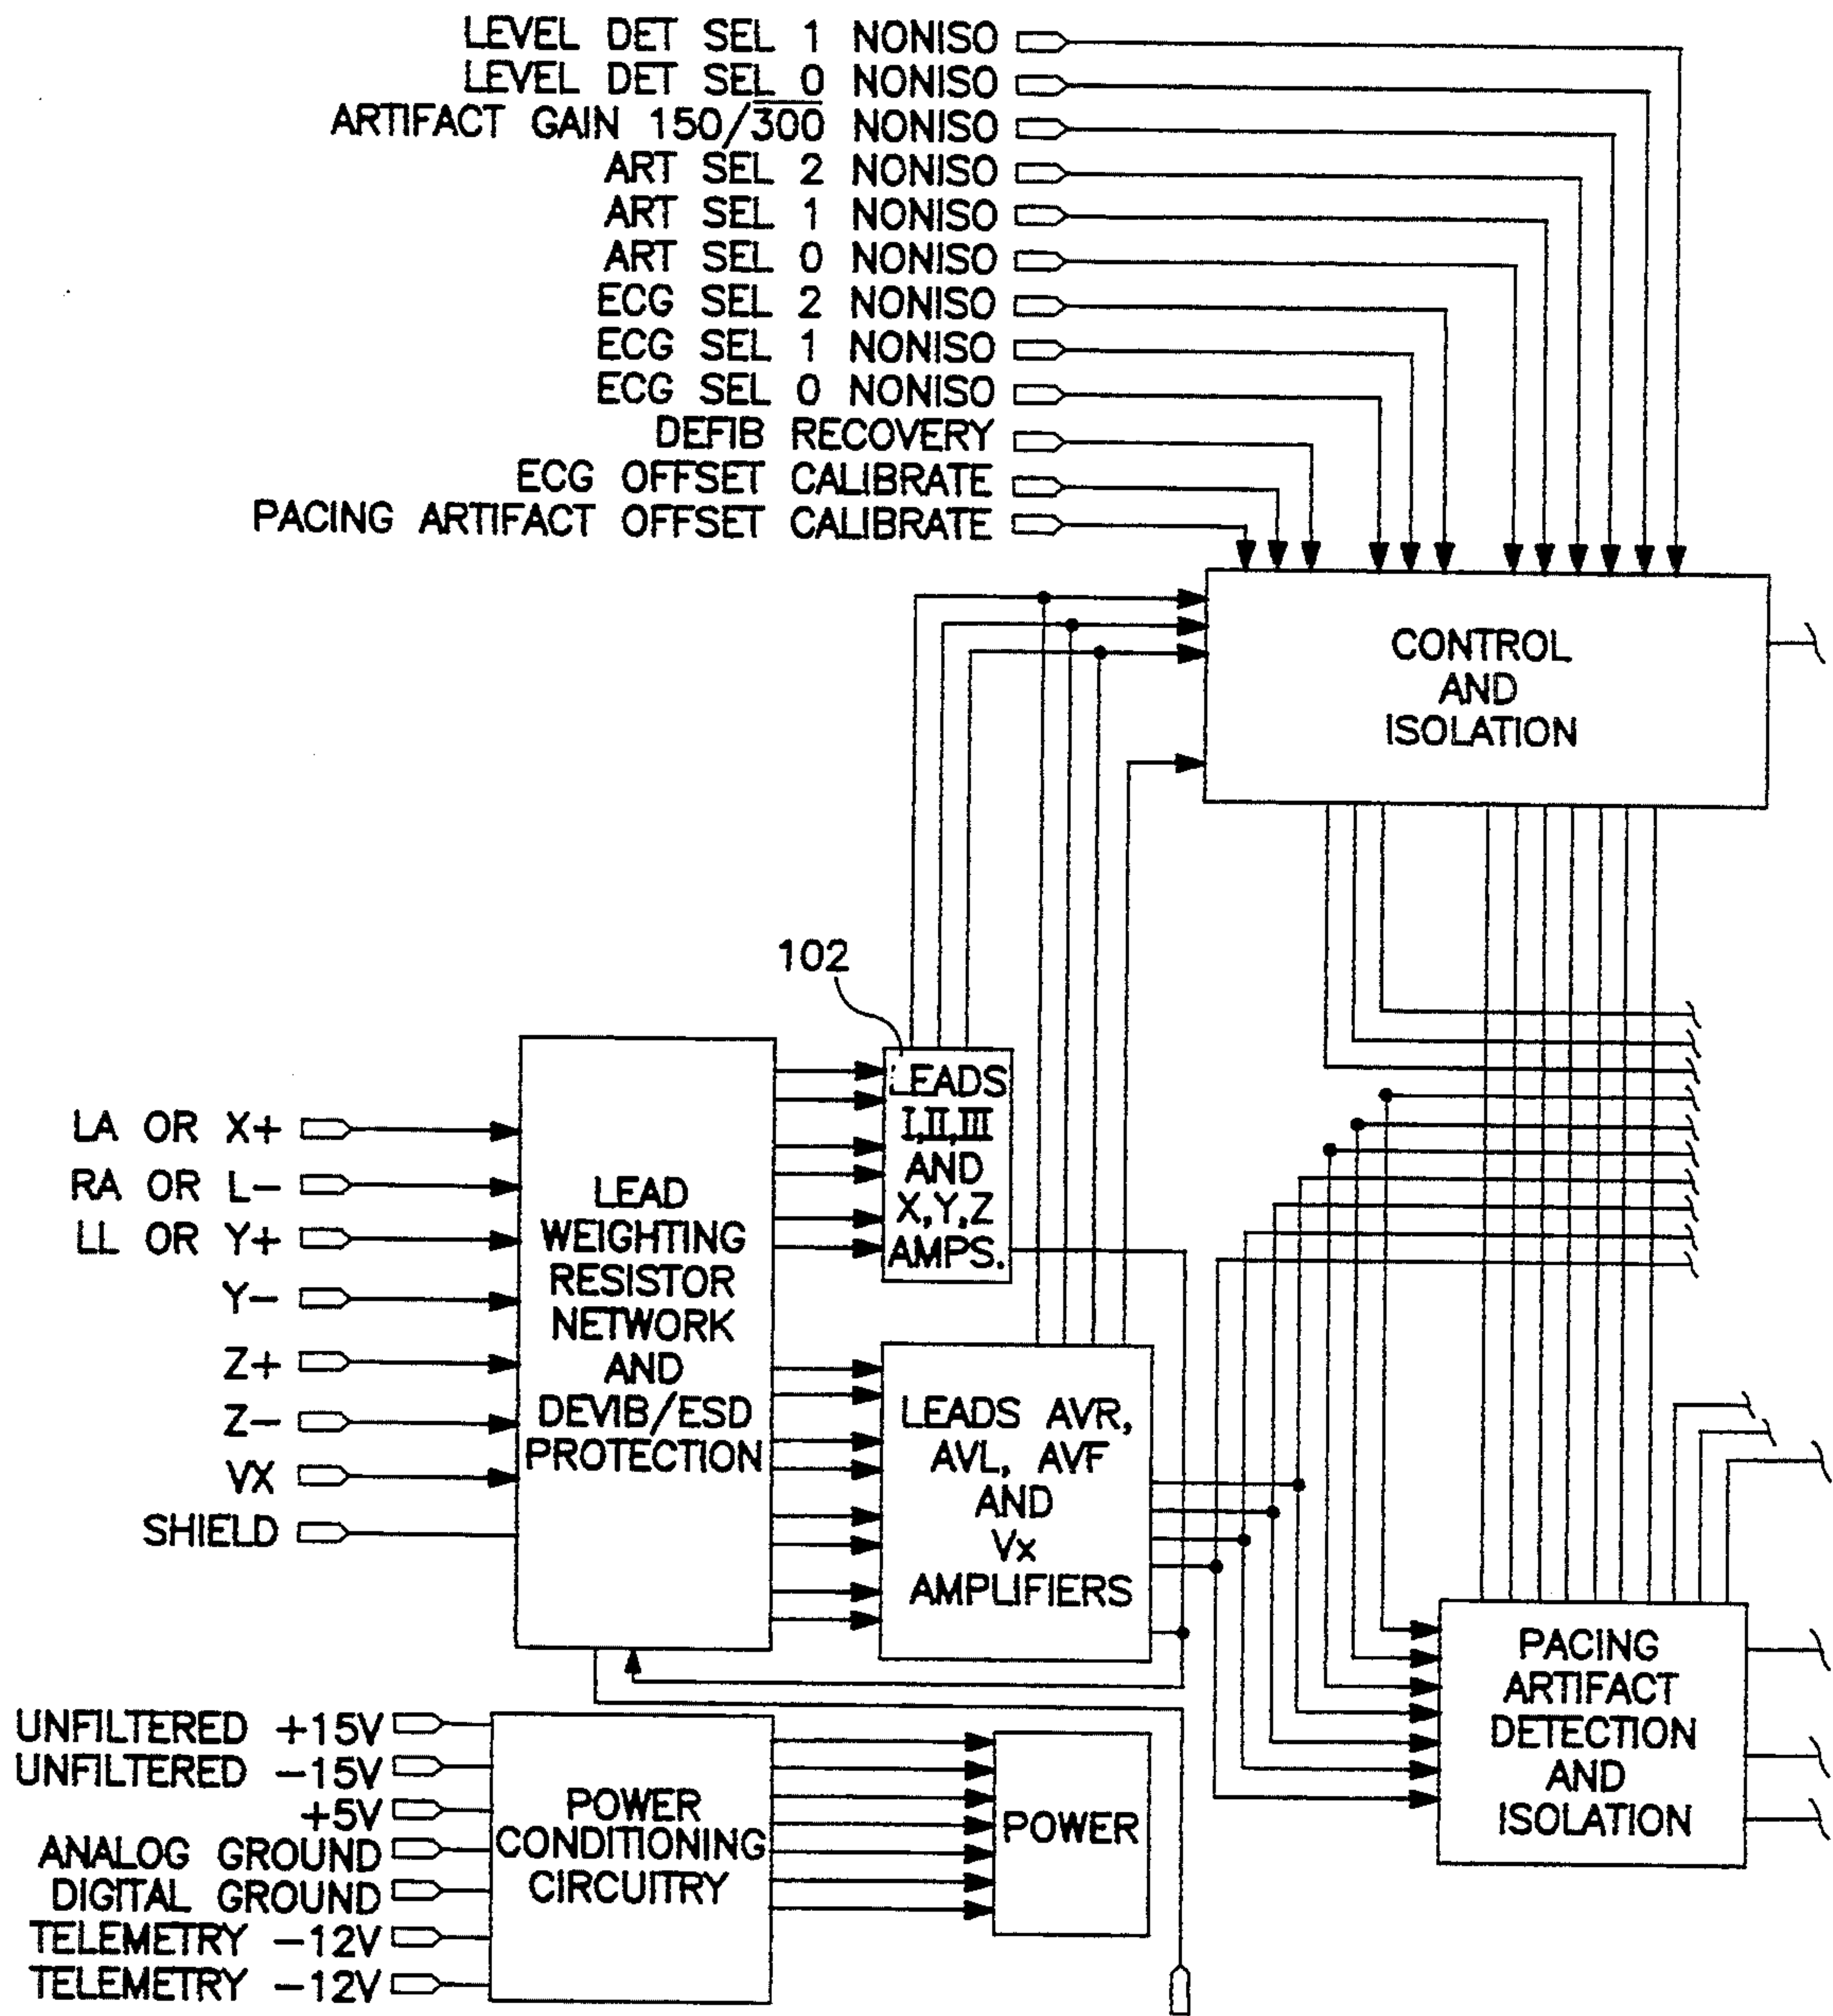 LEVEL DET SEL 1 NONISO
LEVEL DET SEL 0 NONISO
ARTIFACT GAIN 150/3̅0̅0̅ NONISO
ART SEL 2 NONISO
ART SEL 1 NONISO
ART SEL 0 NONISO
ECG SEL 2 NONISO
ECG SEL 1 NONISO
ECG SEL 0 NONISO
DEFIB RECOVERY
ECG OFFSET CALIBRATE
PACING ARTIFACT OFFSET CALIBRATE
CONTROL
AND
ISOLATION
102
LEADS
I,II,III
AND
X,Y,Z
AMPS.
LA OR X+
RA OR L-
LL OR Y+
Y-
Z+
Z-
VX
SHIELD
LEAD
WEIGHTING
RESISTOR
NETWORK
AND
DEVIB/ESD
PROTECTION
LEADS AVR,
AVL, AVF
AND
Vx
AMPLIFIERS
PACING
ARTIFACT
DETECTION
AND
ISOLATION
UNFILTERED +15V
UNFILTERED -15V
+5V
ANALOG GROUND
DIGITAL GROUND
TELEMETRY -12V
TELEMETRY -12V
POWER
CONDITIONING
CIRCUITRY
POWER